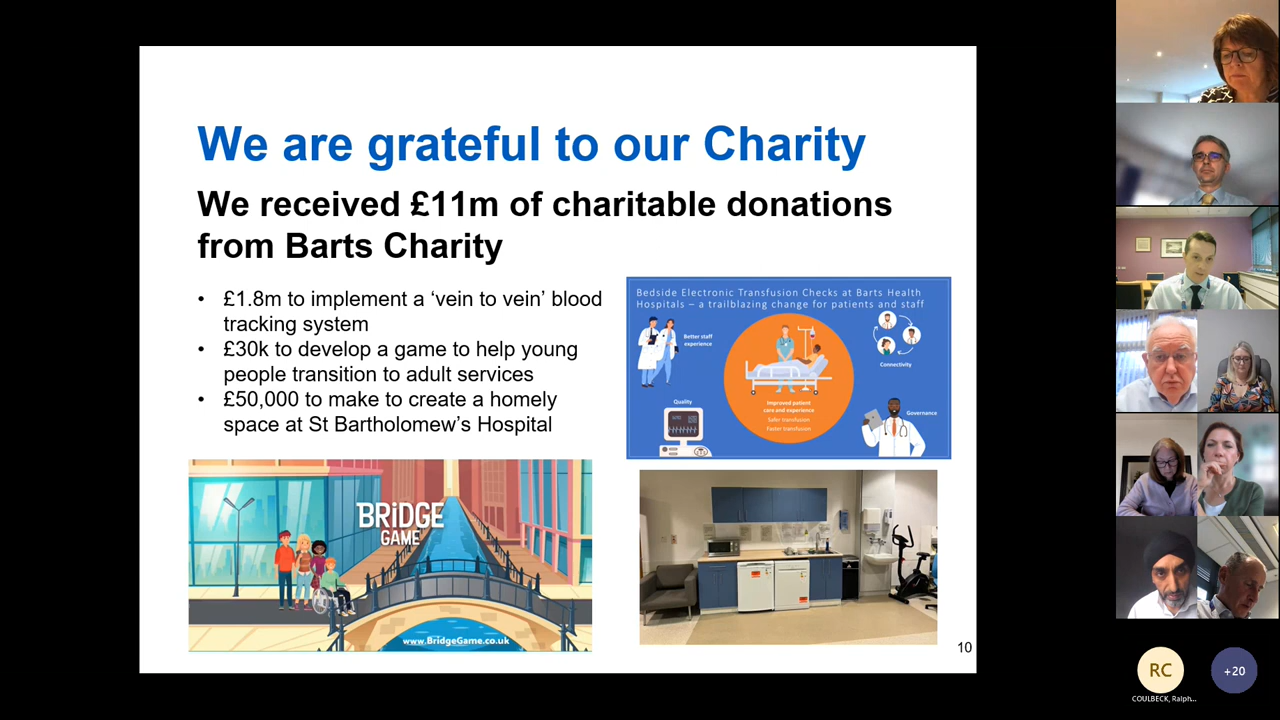 We are grateful to our Charity
We received £11m of charitable donations
from Barts Charity
• £1.8m to implement a ‘vein to vein’ blood
tracking system
• £30k to develop a game to help young
people transition to adult services
• £50,000 to make to create a homely
space at St Bartholomew’s Hospital
Bedside Electronic Transfusion Checks at Barts Health
Hospitals – a trailblazing change for patients and staff
Better staff
experience
Connectivity
Quality
Improved patient
care and experience
Safer transfusion
Faster transfusion
Governance
BRiDGE
GAME
www.BridgeGame.co.uk
10
RC
+20
COULBECK, Ralph...